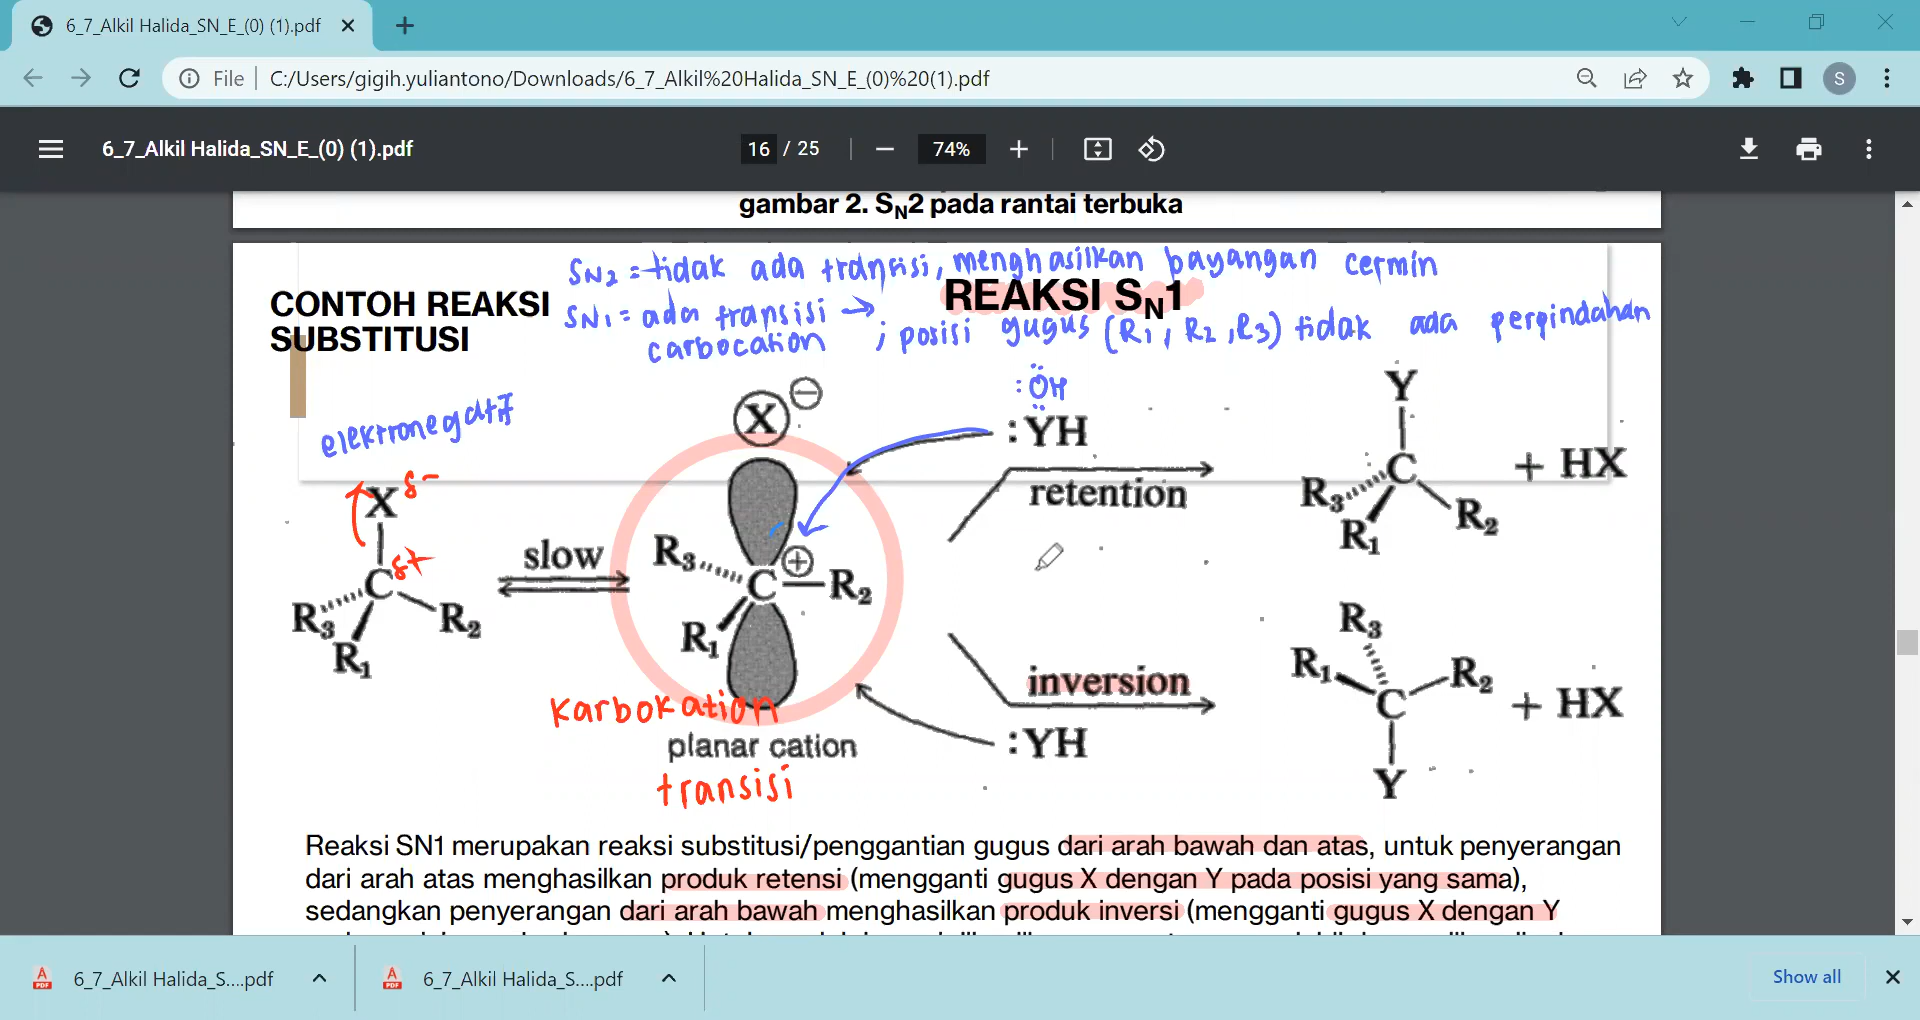 6_7_Alkil Halida_SN_E_(0) (1).pdf
File
C:/Users/gigih.yuliantono/Downloads/6_7_Alkil%20Halida_SN_E_(0)%20(1).pdf
S
6_7_Alkil Halida_SN_E_(0) (1).pdf
16 / 25
74%
gambar 2. SN2 pada rantai terbuka
SN2 = tidak ada transisi, menghasilkan bayangan cermin
CONTOH REAKSI
SUBSTITUSI
REAKSI SN1
SN1 = ada transisi → ; posisi gugus (R1, R2, R3) tidak ada perpindahan
carbocation
elektronegatif
X δ-
C δ+
R3
R1
R2
slow
X ⊖
R3
C ⊕
R2
R1
karbokation
planar cation
transisi
:ÖH
:YH
retention
inversion
:YH
Y
C
R3
R1
R2
+ HX
R3
R1
R2
C
Y
+ HX
Reaksi SN1 merupakan reaksi substitusi/penggantian gugus dari arah bawah dan atas, untuk penyerangan
dari arah atas menghasilkan produk retensi (mengganti gugus X dengan Y pada posisi yang sama),
sedangkan penyerangan dari arah bawah menghasilkan produk inversi (mengganti gugus X dengan Y
6_7_Alkil Halida_S....pdf
6_7_Alkil Halida_S....pdf
Show all